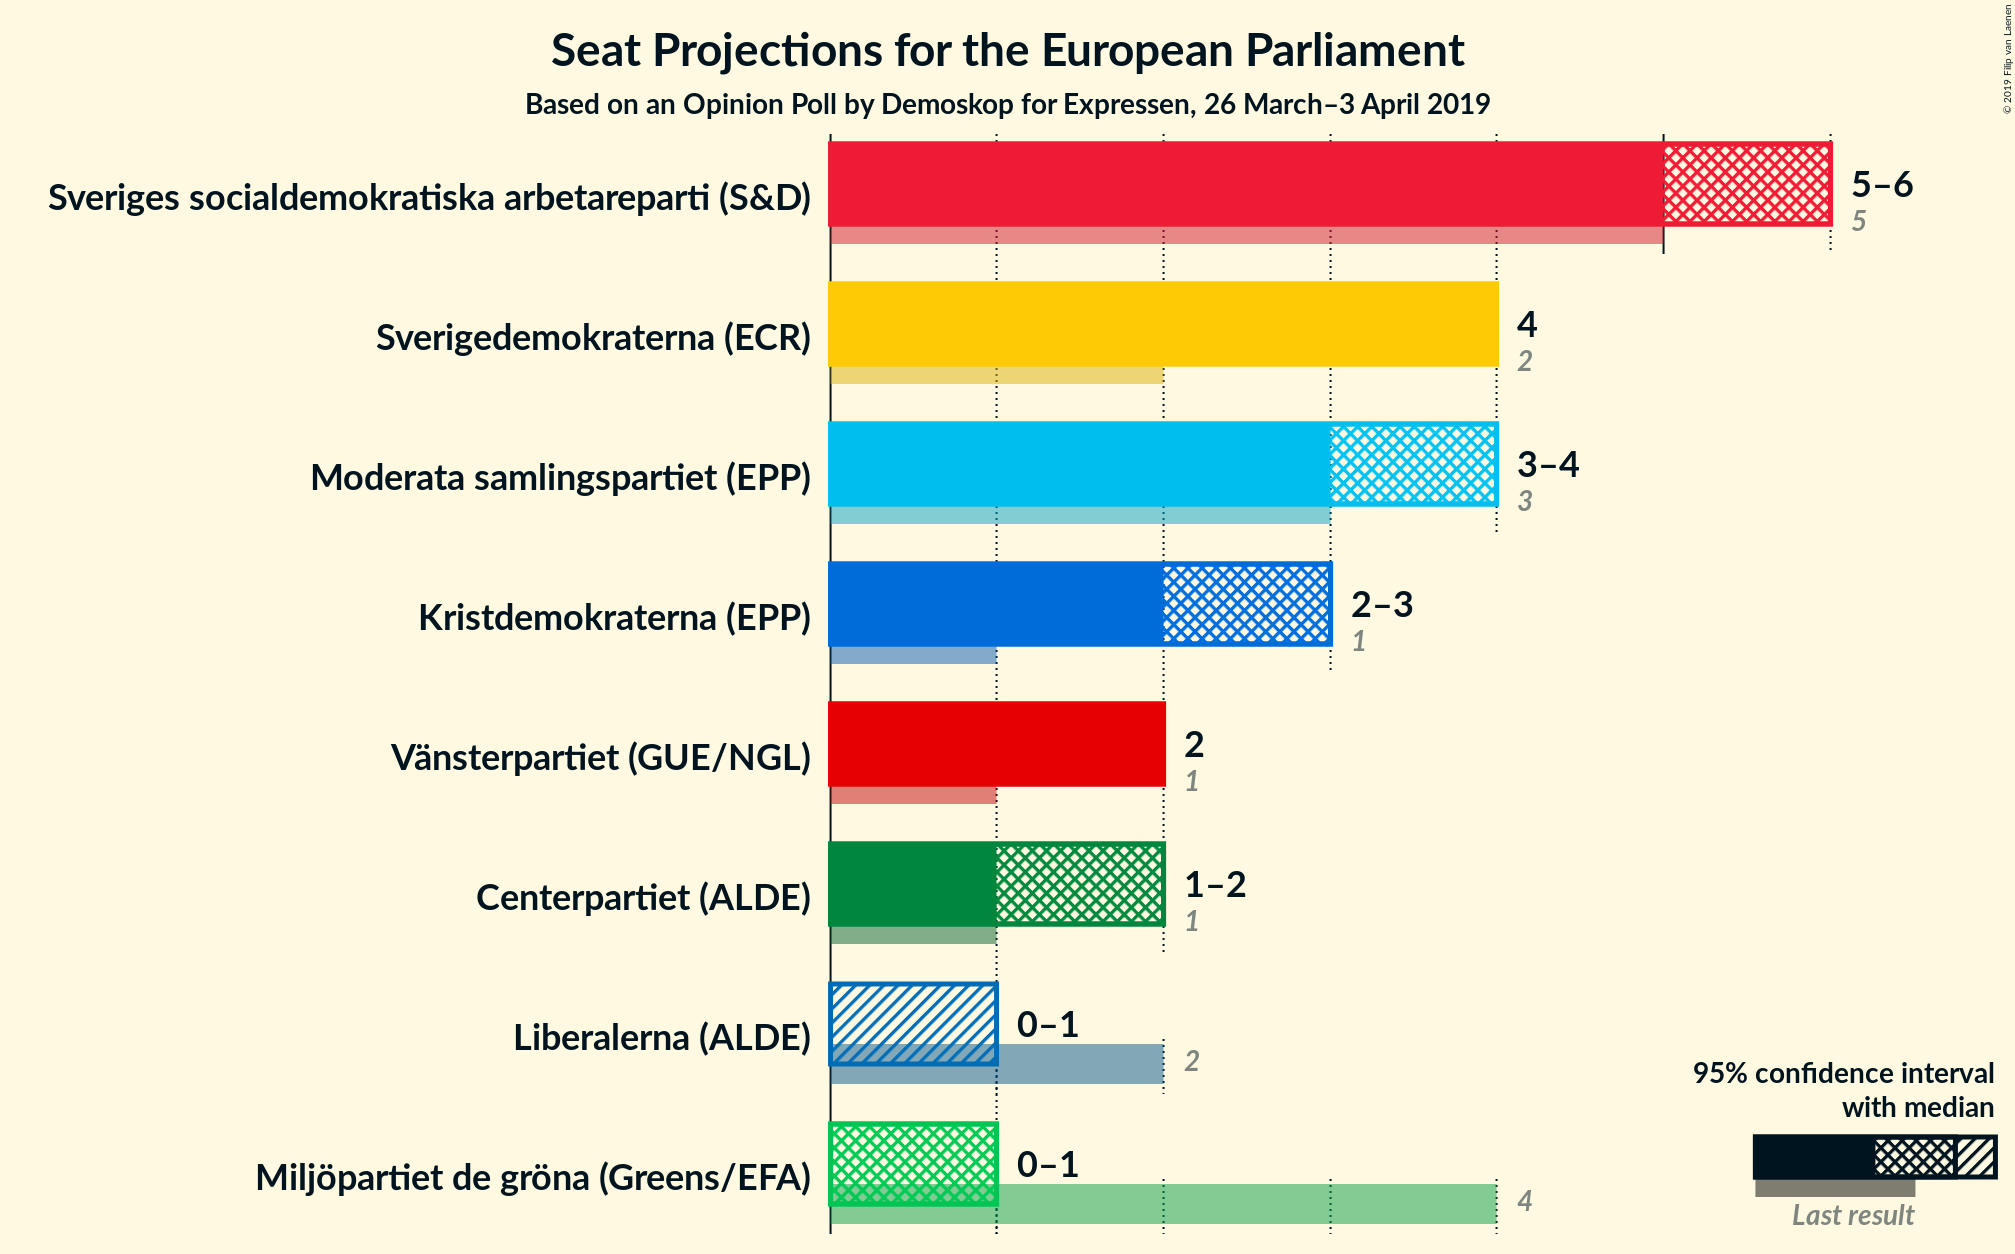 Seat Projections for the European Parliament
Based on an Opinion Poll by Demoskop for Expressen, 26 March–3 April 2019
© 2019 Filip van Laenen
Sveriges socialdemokratiska arbetareparti (S&D)
5–6
5
Sverigedemokraterna (ECR)
4
2
Moderata samlingspartiet (EPP)
3–4
3
Kristdemokraterna (EPP)
2–3
1
Vänsterpartiet (GUE/NGL)
2
1
Centerpartiet (ALDE)
1–2
1
Liberalerna (ALDE)
0–1
2
Miljöpartiet de gröna (Greens/EFA)
0–1
4
95% confidence interval
with median
Last result